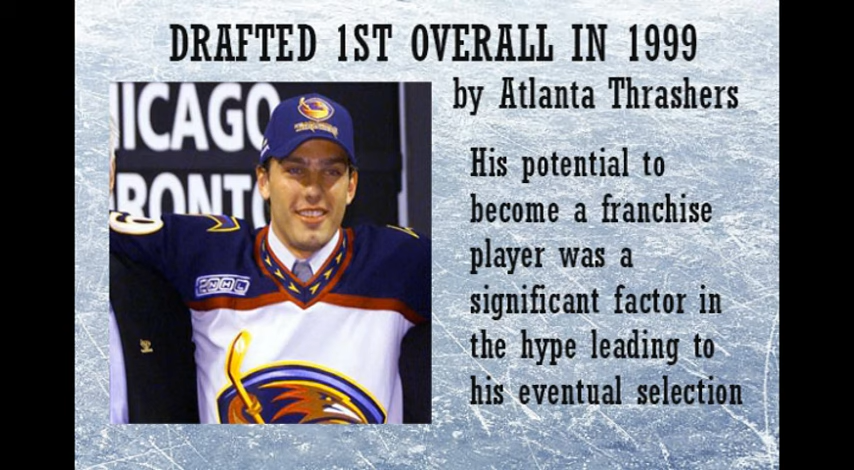 DRAFTED 1ST OVERALL IN 1999
by Atlanta Thrashers
ICAGO
RONTO
NHL
His potential to
become a franchise
player was a
significant factor in
the hype leading to
his eventual selection